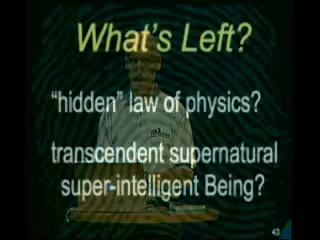 What's Left?
"hidden" law of physics?
transcendent supernatural
super-intelligent Being?
43